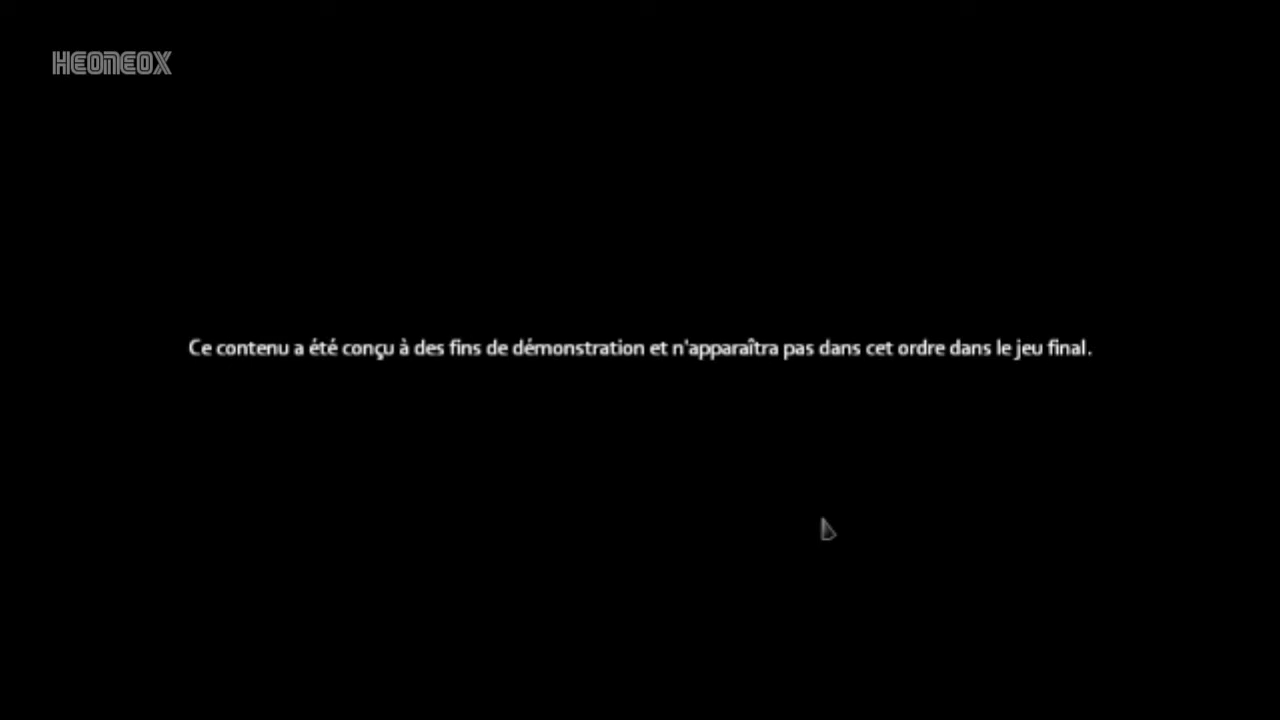 HEONEOX
Ce contenu a été conçu à des fins de démonstration et n'apparaîtra pas dans cet ordre dans le jeu final.